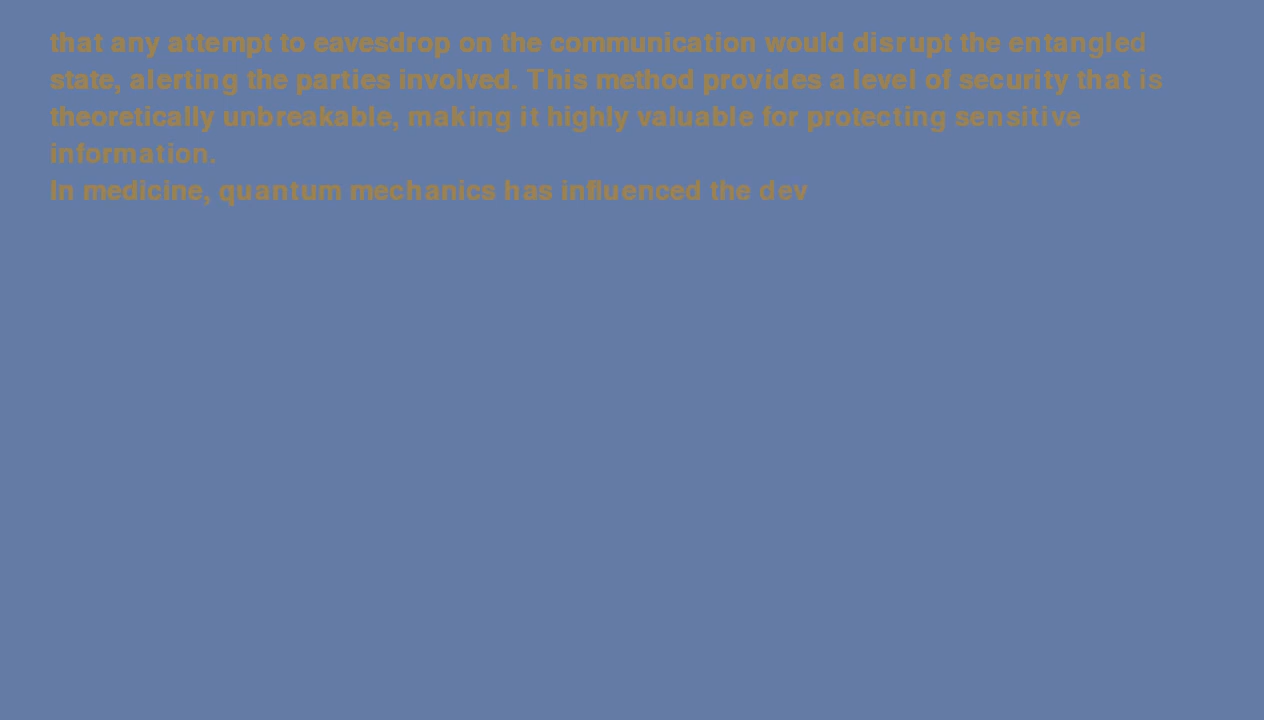 that any attempt to eavesdrop on the communication would disrupt the entangled
state, alerting the parties involved. This method provides a level of security that is
theoretically unbreakable, making it highly valuable for protecting sensitive
information.
In medicine, quantum mechanics has influenced the dev